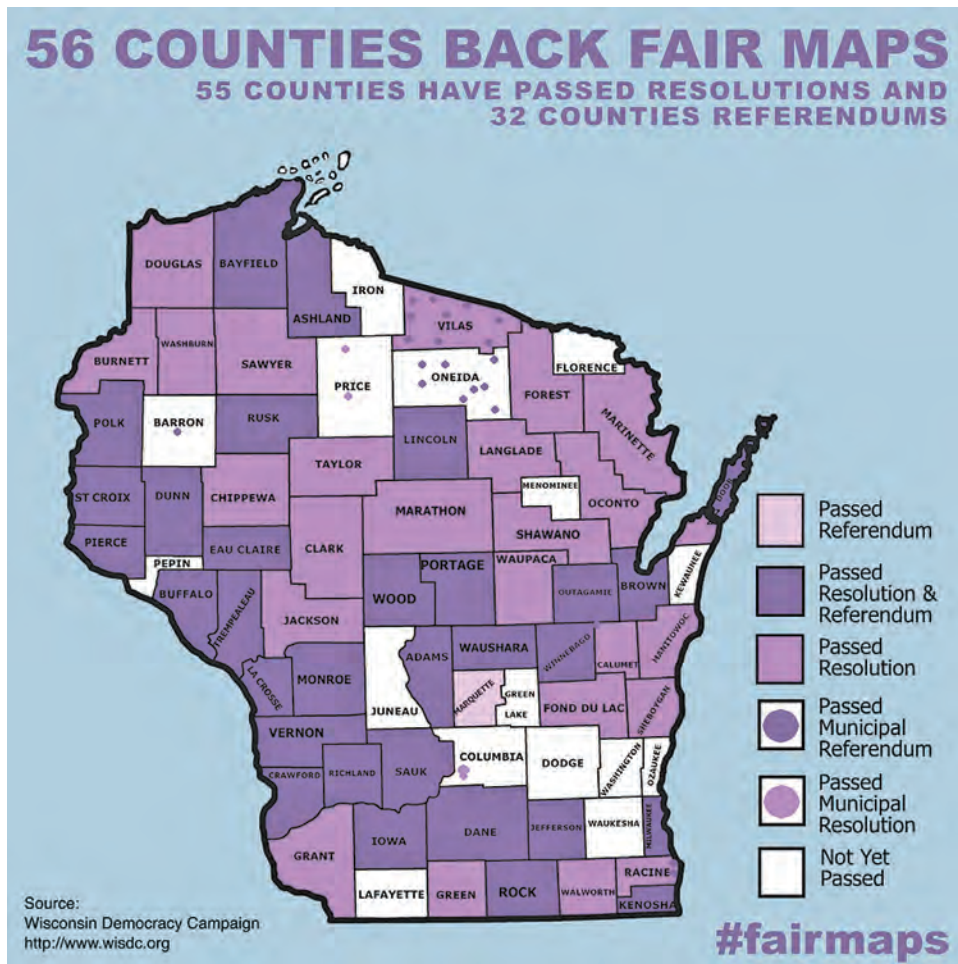 56 COUNTIES BACK FAIR MAPS
55 COUNTIES HAVE PASSED RESOLUTIONS AND
32 COUNTIES REFERENDUMS
DOUGLAS
BAYFIELD
ASHLAND
IRON
VILAS
BURNETT
WASHBURN
SAWYER
PRICE
ONEIDA
FLORENCE
FOREST
MARINETTE
POLK
BARRON
RUSK
LINCOLN
LANGLADE
TAYLOR
MENOMINEE
OCONTO
DOOR
ST CROIX
DUNN
CHIPPEWA
MARATHON
SHAWANO
PIERCE
EAU CLAIRE
CLARK
PEPIN
PORTAGE
WAUPACA
KEWAUNEE
BUFFALO
TREMPEALEAU
JACKSON
WOOD
OUTAGAMIE
BROWN
LA CROSSE
MONROE
JUNEAU
ADAMS
WAUSHARA
WINNEBAGO
CALUMET
MANITOWOC
MARQUETTE
GREEN
LAKE
FOND DU LAC
SHEBOYGAN
VERNON
CRAWFORD
RICHLAND
SAUK
COLUMBIA
DODGE
WASHINGTON
OZAUKEE
GRANT
IOWA
DANE
JEFFERSON
WAUKESHA
MILWAUKEE
LAFAYETTE
GREEN
ROCK
WALWORTH
RACINE
KENOSHA
Passed
Referendum
Passed
Resolution &
Referendum
Passed
Resolution
Passed
Municipal
Referendum
Passed
Municipal
Resolution
Not Yet
Passed
Source:
Wisconsin Democracy Campaign
http://www.wisdc.org
#fairmaps